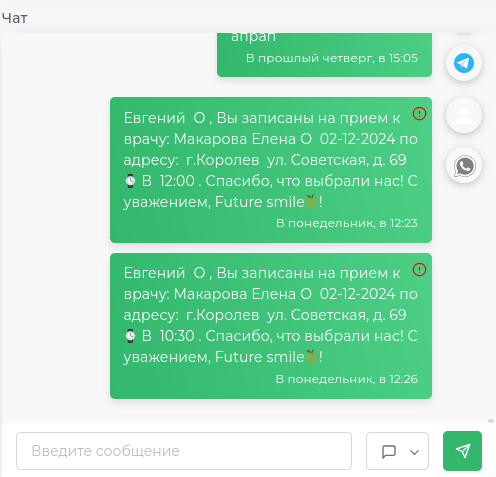 Чат
апрап
В прошлый четверг, в 15:05
Евгений О , Вы записаны на прием к
врачу: Макарова Елена О 02-12-2024 по
адресу: г.Королев ул. Советская, д. 69
⌚ В 12:00 . Спасибо, что выбрали нас! С
уважением, Future smile🍍!
В понедельник, в 12:23
Евгений О , Вы записаны на прием к
врачу: Макарова Елена О 02-12-2024 по
адресу: г.Королев ул. Советская, д. 69
⌚ В 10:30 . Спасибо, что выбрали нас! С
уважением, Future smile🍍!
В понедельник, в 12:26
Введите сообщение